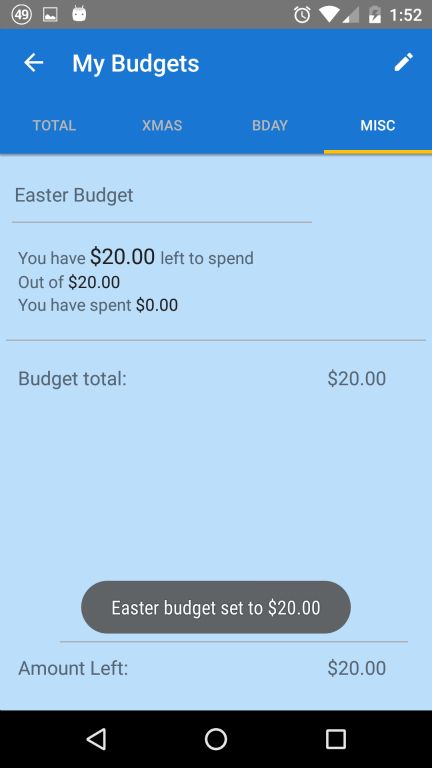 49 1:52
My Budgets
TOTAL XMAS BDAY MISC
Easter Budget
You have $20.00 left to spend
Out of $20.00
You have spent $0.00
Budget total: $20.00
Easter budget set to $20.00
Amount Left: $20.00